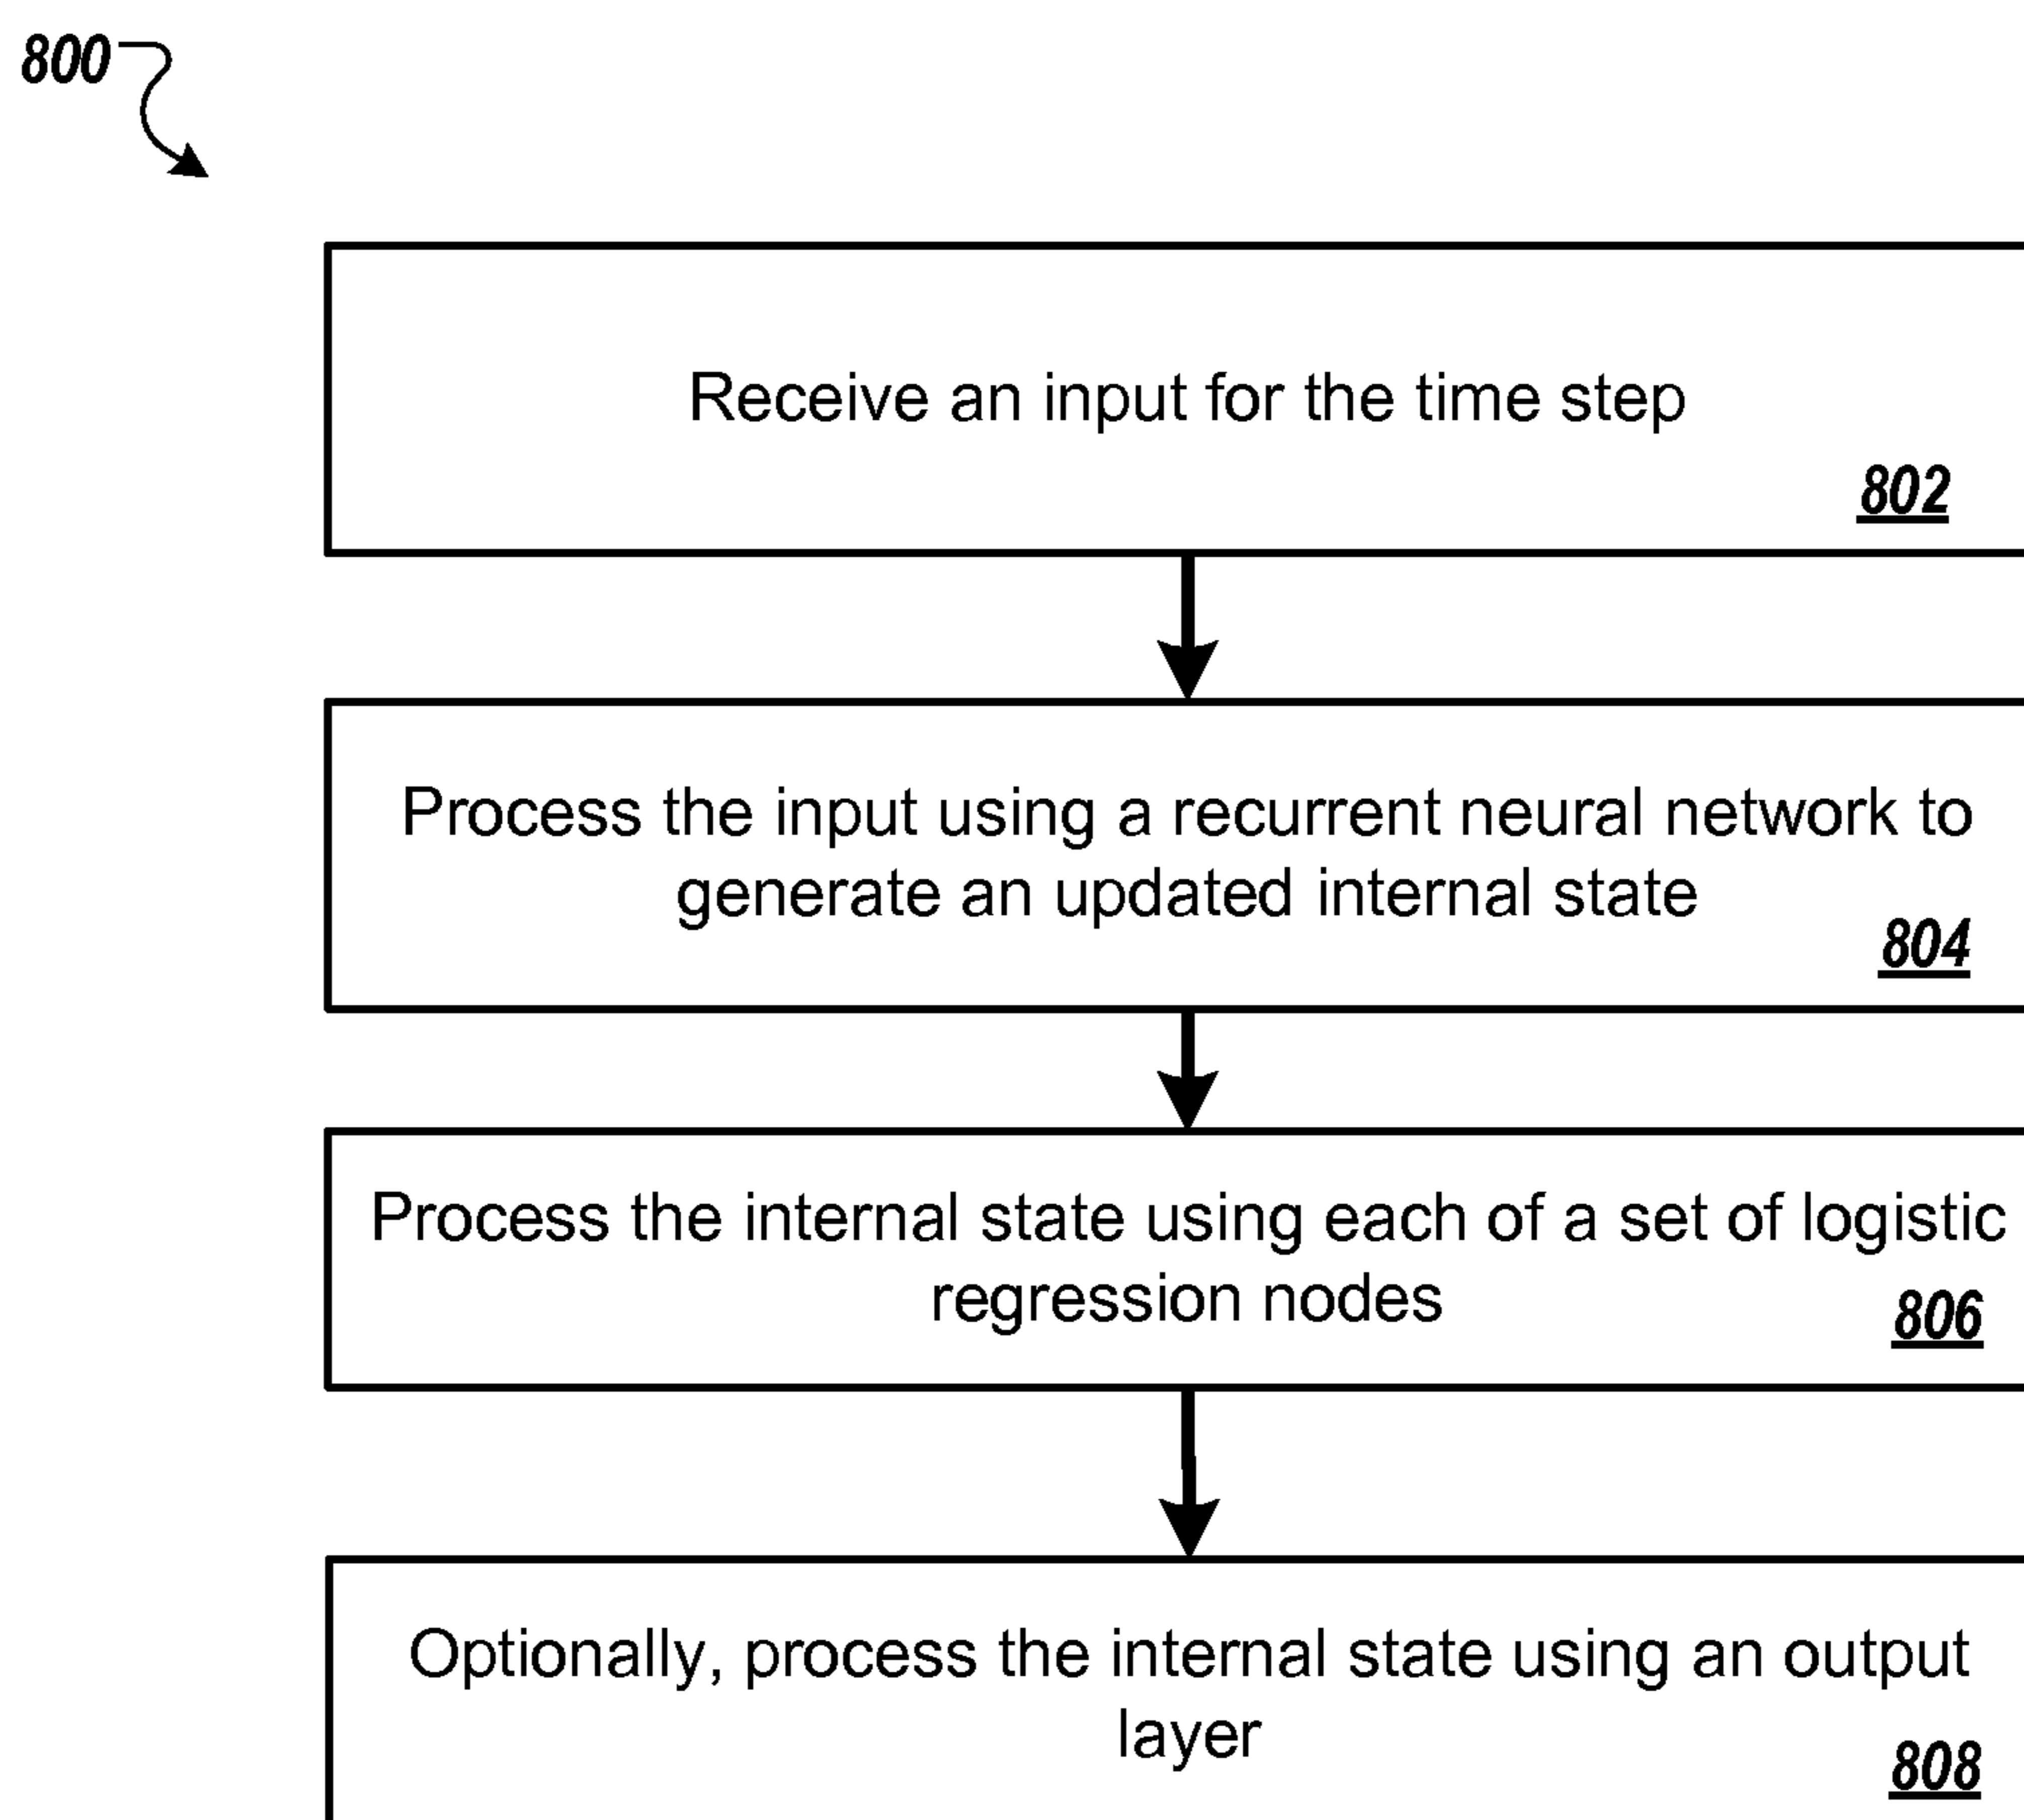 800
Receive an input for the time step
802
Process the input using a recurrent neural network to
generate an updated internal state
804
Process the internal state using each of a set of logistic
regression nodes
806
Optionally, process the internal state using an output
layer
808